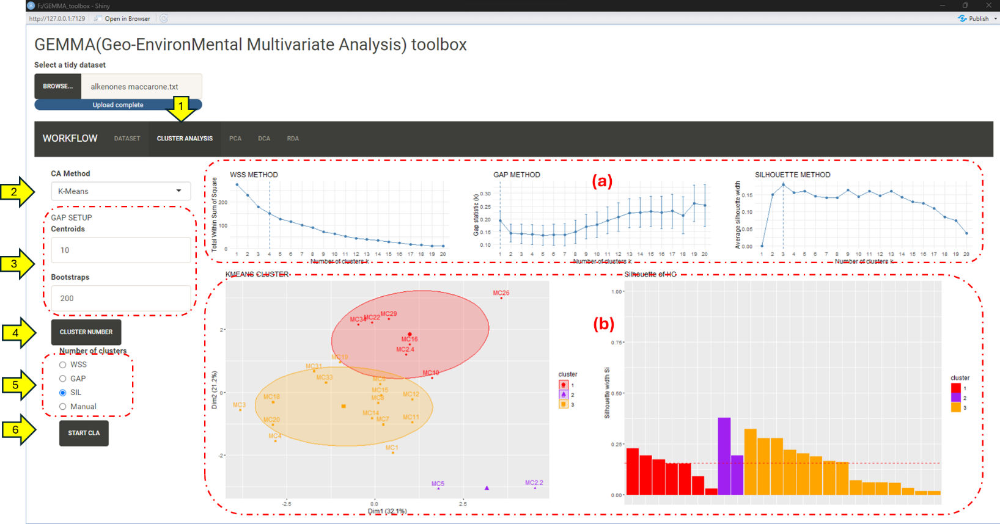 F:/GEMMA_toolbox - Shiny
http://127.0.0.1:7129 Open in Browser Publish
GEMMA(Geo-EnvironMental Multivariate Analysis) toolbox
Select a tidy dataset
BROWSE... alkenones maccarone.txt
Upload complete
1
WORKFLOW DATASET CLUSTER ANALYSIS PCA DCA RDA
2
CA Method
K-Means
3
GAP SETUP
Centroids
10
Bootstraps
200
4
CLUSTER NUMBER
Number of clusters
5
WSS
GAP
SIL
Manual
6
START CLA
(a)
WSS METHOD
Total Within Sum of Square
200
100
0
1 2 3 4 5 6 7 8 9 10 11 12 13 14 15 16 17 18 19 20
Number of clusters k
GAP METHOD
Gap statistic (k)
0.30
0.25
0.20
0.15
0.10
1 2 3 4 5 6 7 8 9 10 11 12 13 14 15 16 17 18 19 20
Number of clusters k
SILHOUETTE METHOD
Average silhouette width
0.15
0.10
0.05
0.00
1 2 3 4 5 6 7 8 9 10 11 12 13 14 15 16 17 18 19 20
Number of clusters k
(b)
KMEANS CLUSTER
MC26
MC34 MC22 MC29
MC16
MC2.4
MC19
MC10
MC31
MC33
MC15
MC12
MC18
MC3
MC14
MC7
MC11
MC20
MC4
MC1
MC5
MC2.2
Dim2 (21.2%)
2
0
-2
-2.5 0.0 2.5
Dim1 (32.1%)
cluster
1
2
3
Silhouette of HC
Silhouette width Si
1.00
0.75
0.50
0.25
0.00
cluster
1
2
3